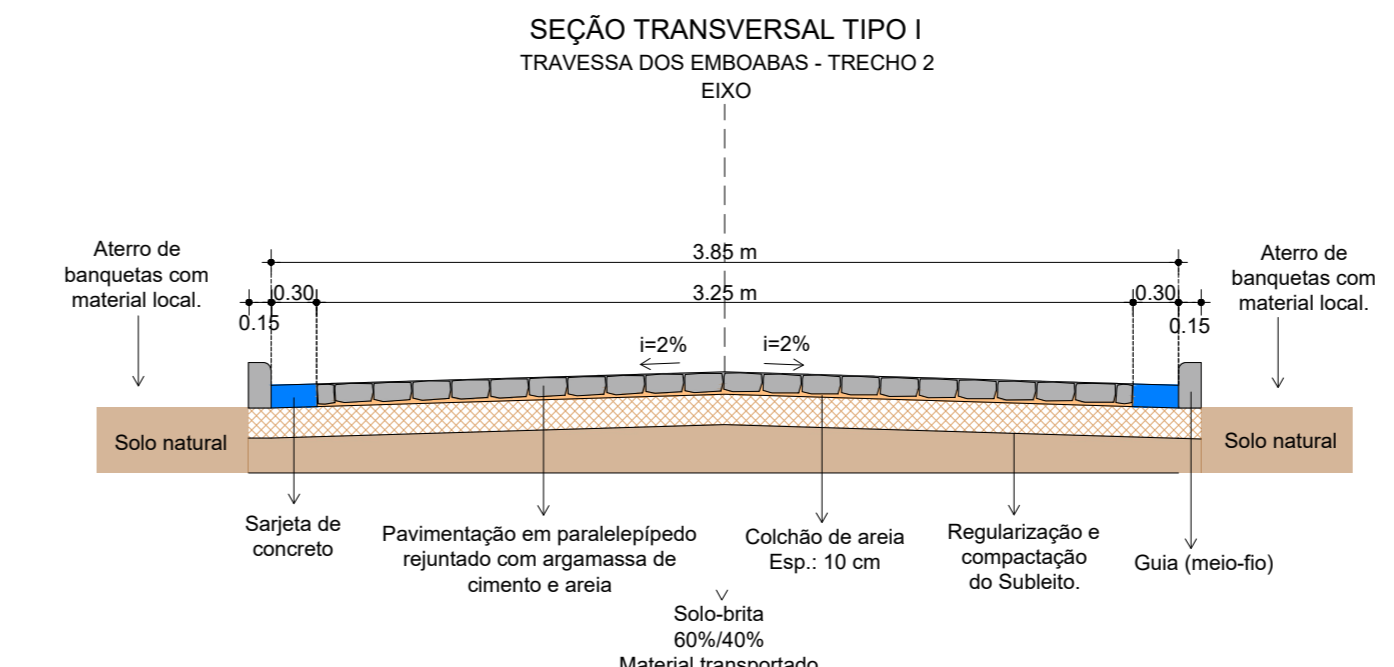 SEÇÃO TRANSVERSAL TIPO I
TRAVESSA DOS EMBOABAS - TRECHO 2
EIXO
Aterro de
banquetas com
material local.
3.85 m
0.30
3.25 m
0.30
0.15
0.15
Aterro de
banquetas com
material local.
i=2%
i=2%
Solo natural
Solo natural
Sarjeta de
concreto
Pavimentação em paralelepípedo
rejuntado com argamassa de
cimento e areia
Colchão de areia
Esp.: 10 cm
Regularização e
compactação
do Subleito.
Guia (meio-fio)
Solo-brita
60%/40%
Material transportado